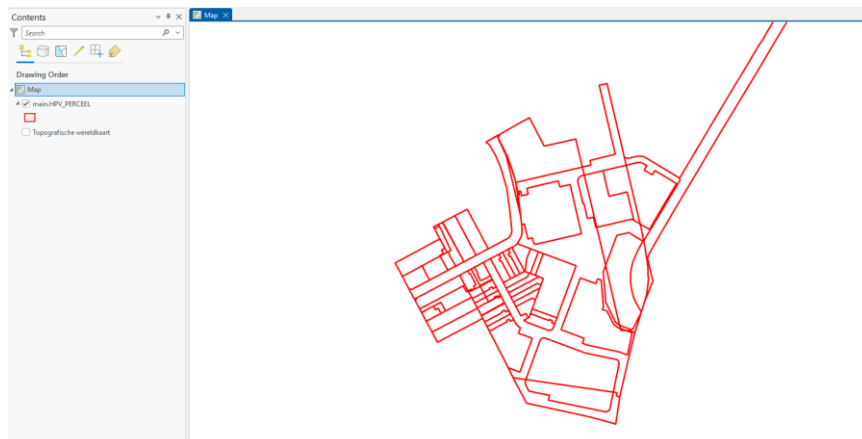 Contents
Search
Drawing Order
Map
main.HPV_PERCEEL
Topografische wereldkaart
Map